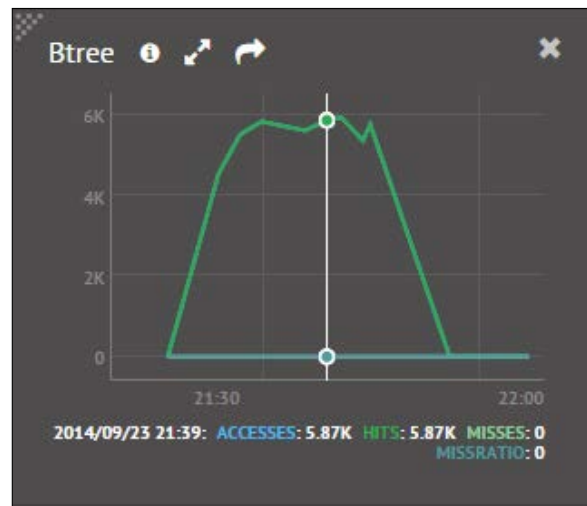 Btree
6K
4K
2K
0
21:30 22:00
2014/09/23 21:39: ACCESSES: 5.87K HITS: 5.87K MISSES: 0
MISSRATIO: 0